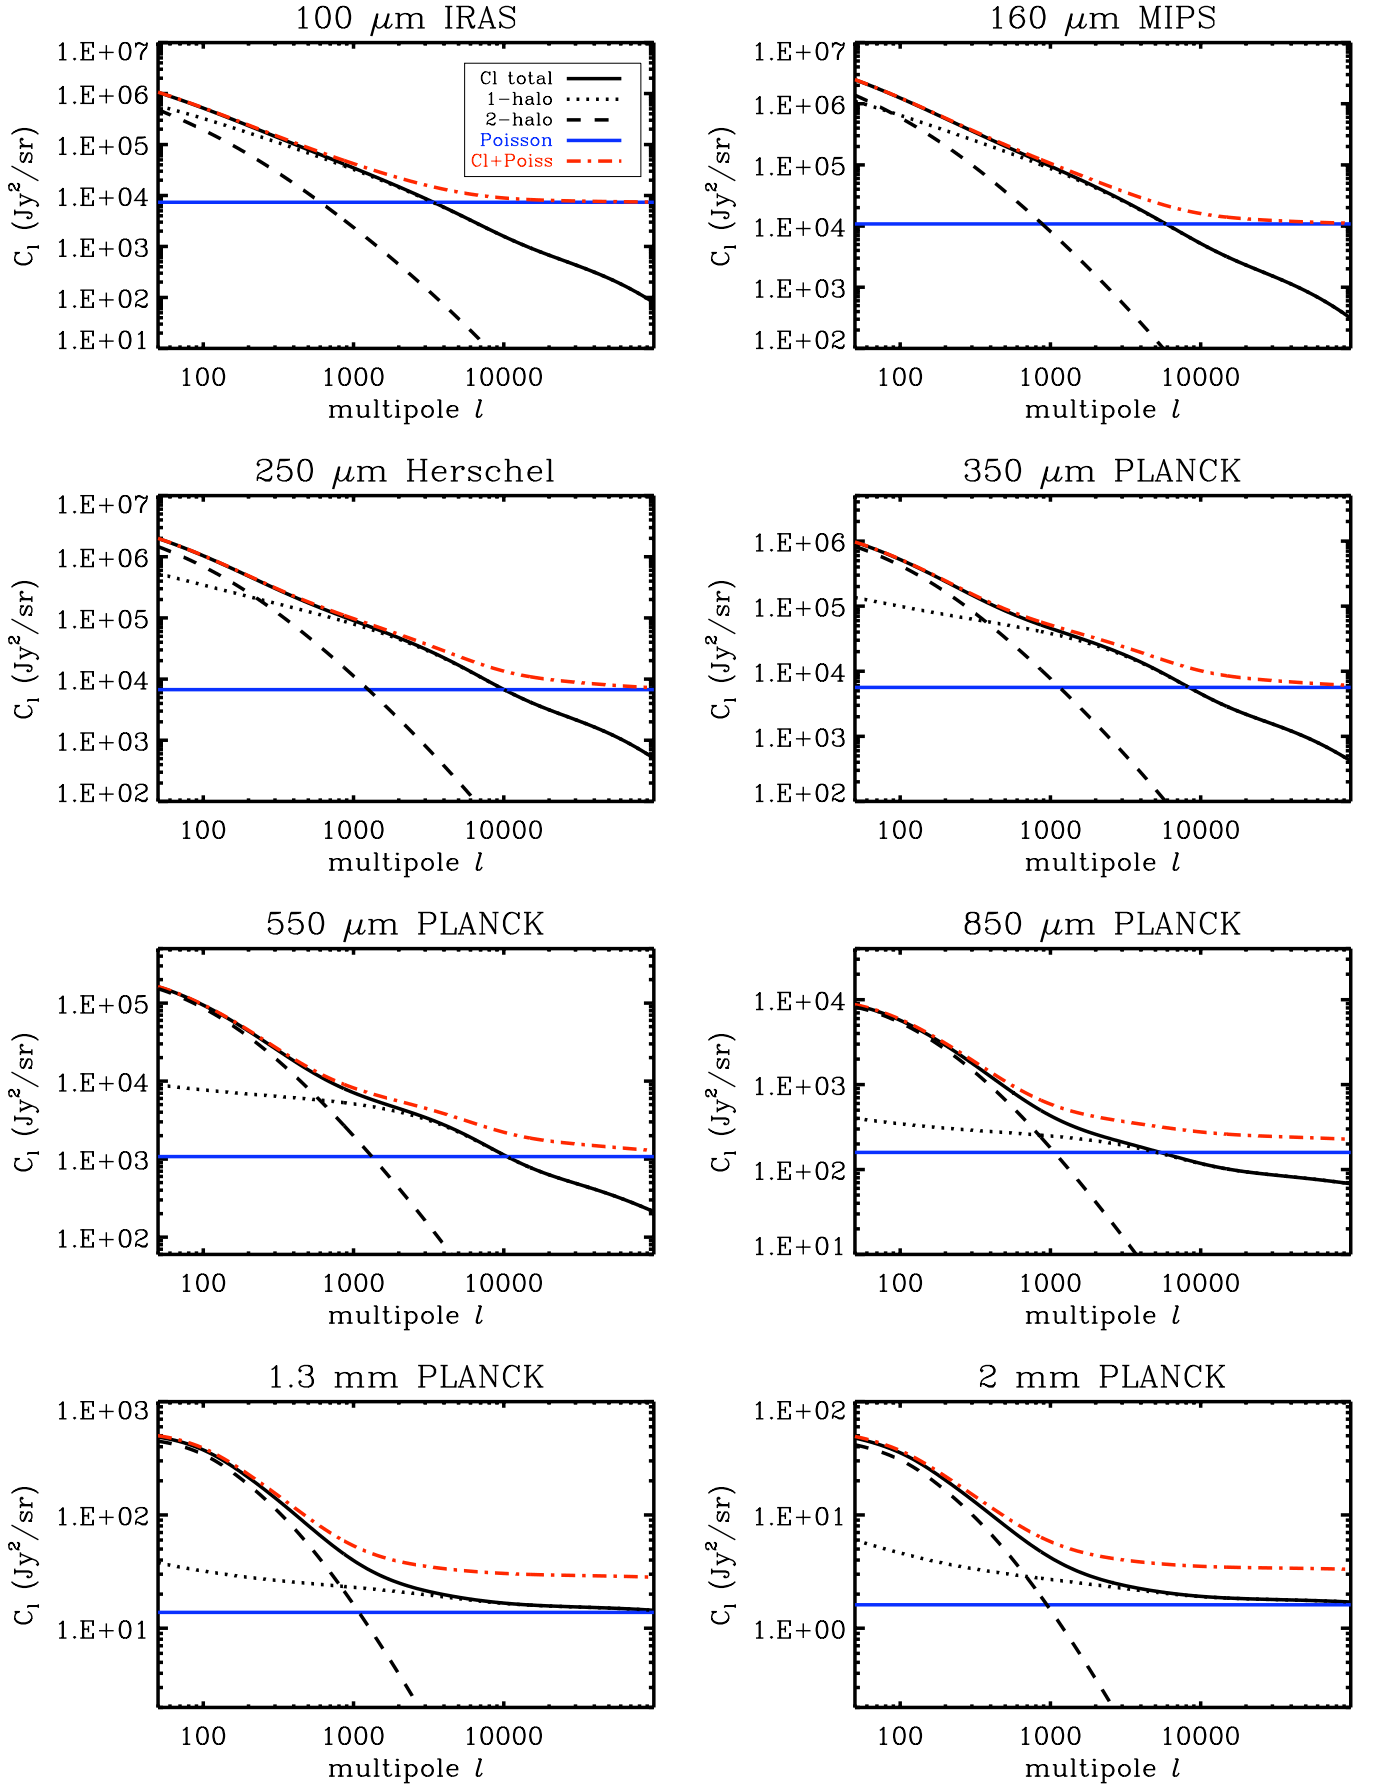 100 μm IRAS
1.E+07
1.E+06
1.E+05
1.E+04
1.E+03
1.E+02
1.E+01
C_l (Jy²/sr)
Cl total
1-halo
2-halo
Poisson
Cl+Poiss
100 1000 10000
multipole l
160 μm MIPS
1.E+07
1.E+06
1.E+05
1.E+04
1.E+03
1.E+02
C_l (Jy²/sr)
100 1000 10000
multipole l
250 μm Herschel
1.E+07
1.E+06
1.E+05
1.E+04
1.E+03
1.E+02
C_l (Jy²/sr)
100 1000 10000
multipole l
350 μm PLANCK
1.E+06
1.E+05
1.E+04
1.E+03
1.E+02
C_l (Jy²/sr)
100 1000 10000
multipole l
550 μm PLANCK
1.E+05
1.E+04
1.E+03
1.E+02
C_l (Jy²/sr)
100 1000 10000
multipole l
850 μm PLANCK
1.E+04
1.E+03
1.E+02
1.E+01
C_l (Jy²/sr)
100 1000 10000
multipole l
1.3 mm PLANCK
1.E+03
1.E+02
1.E+01
C_l (Jy²/sr)
100 1000 10000
multipole l
2 mm PLANCK
1.E+02
1.E+01
1.E+00
C_l (Jy²/sr)
100 1000 10000
multipole l